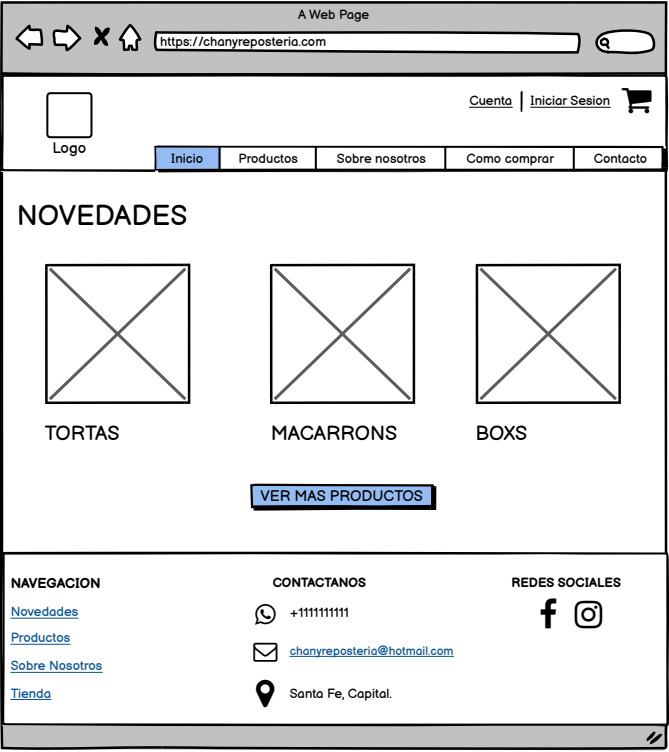 A Web Page
https://chanyreposteria.com
Cuenta | Iniciar Sesion
Logo
Inicio
Productos
Sobre nosotros
Como comprar
Contacto
NOVEDADES
TORTAS
MACARRONS
BOXS
VER MAS PRODUCTOS
NAVEGACION
Novedades
Productos
Sobre Nosotros
Tienda
CONTACTANOS
+1111111111
chanyreposteria@hotmail.com
Santa Fe, Capital.
REDES SOCIALES